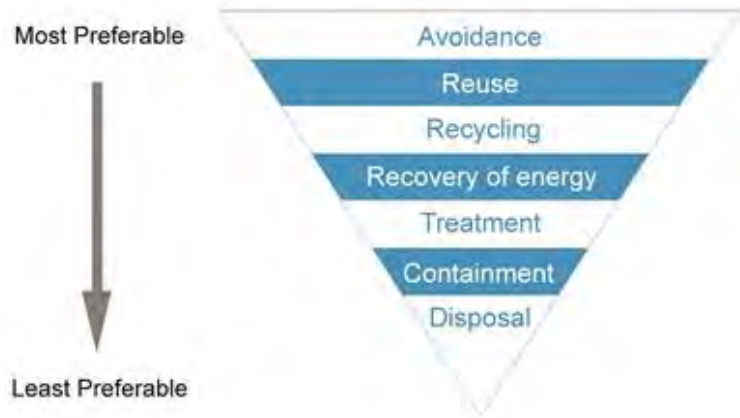 Most Preferable
Avoidance
Reuse
Recycling
Recovery of energy
Treatment
Containment
Disposal
Least Preferable